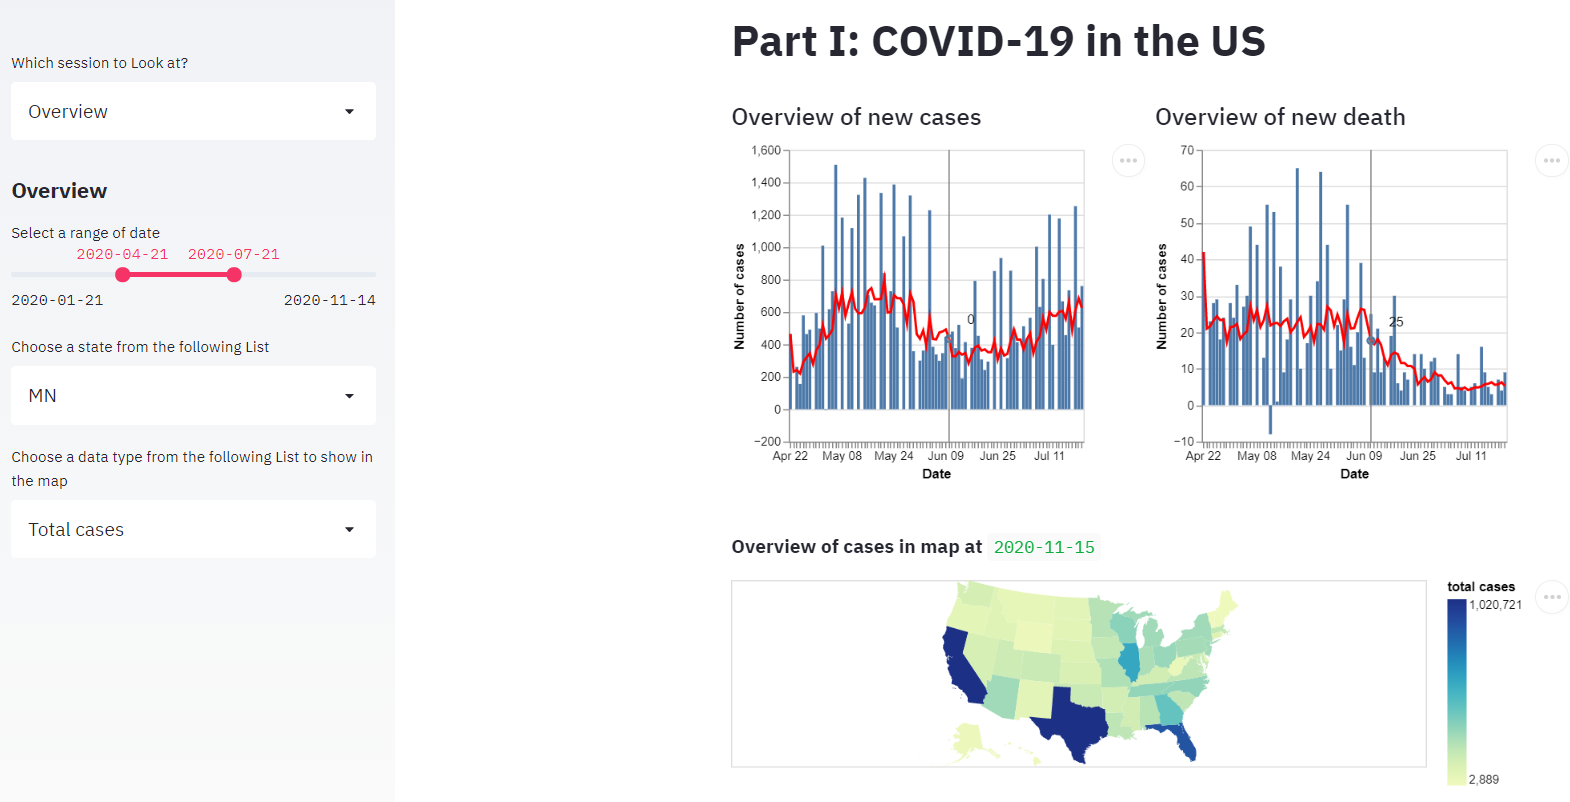 Which session to Look at?
Overview
Overview
Select a range of date
2020-04-21 2020-07-21
2020-01-21 2020-11-14
Choose a state from the following List
MN
Choose a data type from the following List to show in
the map
Total cases
Part I: COVID-19 in the US
Overview of new cases
1,600
1,400
1,200
1,000
800
600
400
200
0
−200
Number of cases
0
Apr 22 May 08 May 24 Jun 09 Jun 25 Jul 11
Date
Overview of new death
70
60
50
40
30
20
10
0
−10
Number of cases
25
Apr 22 May 08 May 24 Jun 09 Jun 25 Jul 11
Date
Overview of cases in map at 2020-11-15
total cases
1,020,721
2,889